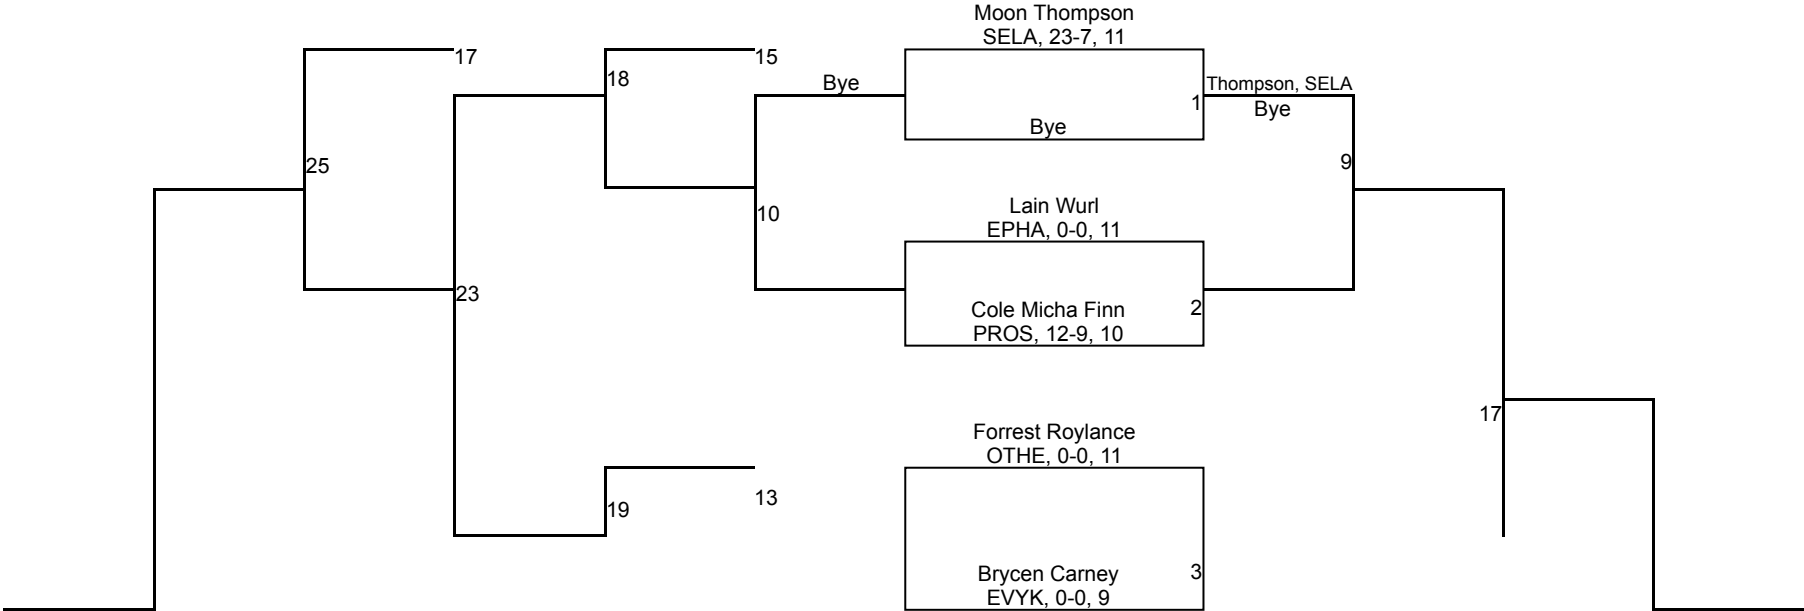 Moon Thompson
SELA, 23-7, 11
17
15
18
Bye
1
Thompson, SELA
Bye
Bye
25
9
10
Lain Wurl
EPHA, 0-0, 11
23
Cole Micha Finn
PROS, 12-9, 10
2
17
Forrest Roylance
OTHE, 0-0, 11
13
19
Brycen Carney
EVYK, 0-0, 9
3